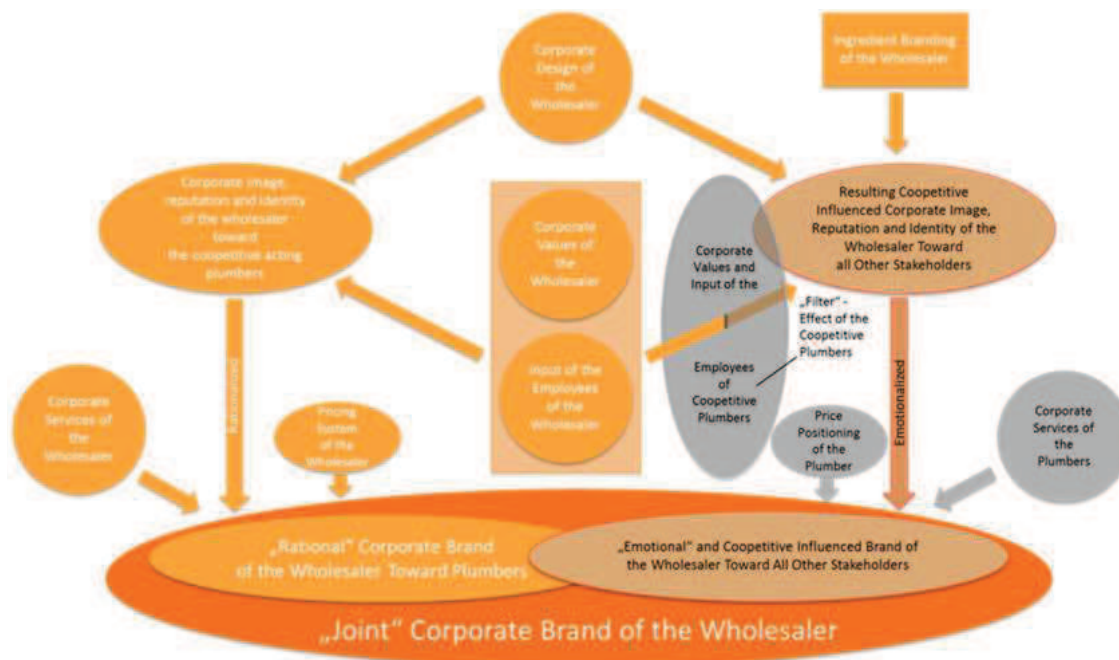 Corporate
Design of
the
Wholesaler
Ingredient Branding
of the Wholesaler
Corporate image,
reputation and identity
of the wholesaler
toward
the coopetitive acting
plumbers
Corporate
Values of
the
Wholesaler
Corporate
Values and
Input of the
Employees of
Coopetitive
Plumbers
Resulting Coopetitive
Influenced Corporate Image,
Reputation and Identity of the
Wholesaler Toward
all Other Stakeholders
„Filter" -
Effect of the
Coopetitive
Plumbers
Input of the
Employees of
the
Wholesaler
Rationalized
Emotionalized
Corporate
Services of
the
Wholesaler
Pricing
System
of the
Wholesaler
Price
Positioning
of the
Plumber
Corporate
Services of
the
Plumbers
„Rational" Corporate Brand
of the Wholesaler Toward Plumbers
„Emotional" and Coopetitive Influenced Brand of
the Wholesaler Toward All Other Stakeholders
„Joint" Corporate Brand of the Wholesaler